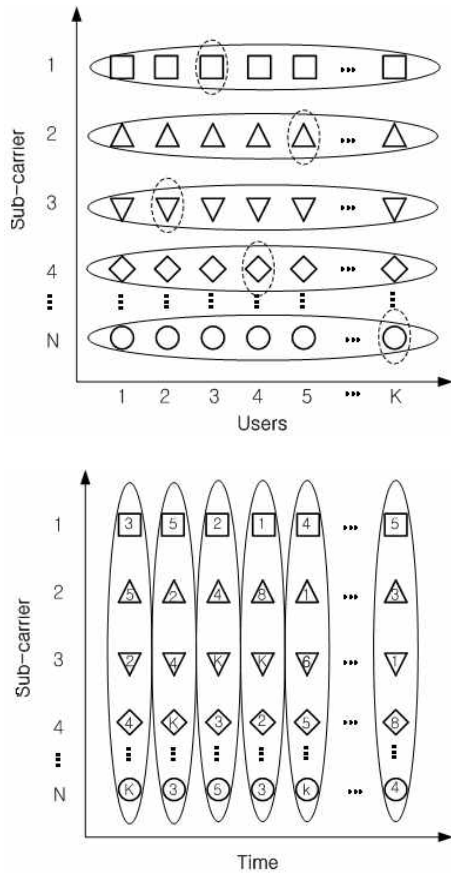 Sub-carrier
1
2
3
4
N
1 2 3 4 5 K
Users
Sub-carrier
1 3 5 2 1 4 5
2 5 2 4 8 1 3
3 2 4 K K 6 1
4 4 K 3 2 5 8
N K 3 5 3 k 4
Time